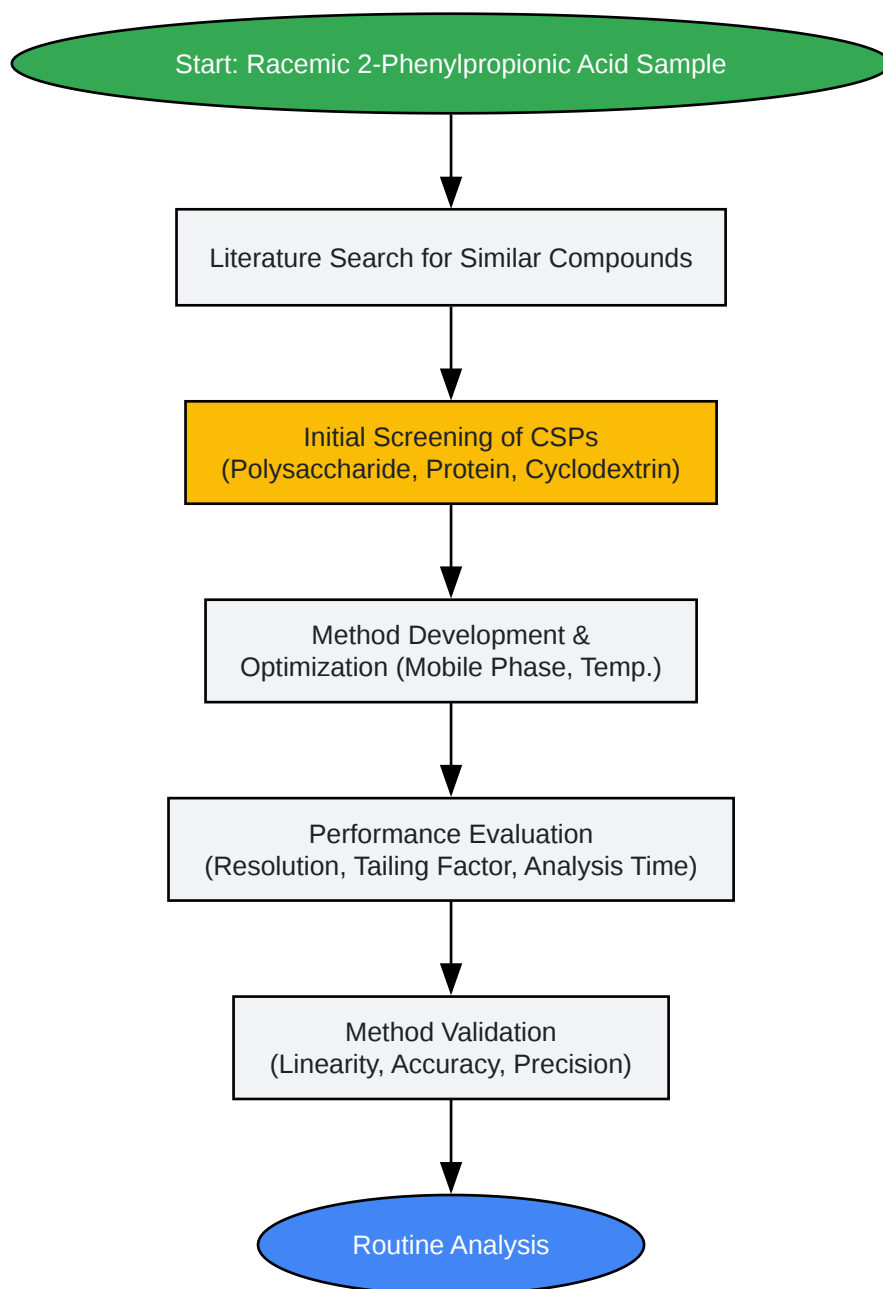 Start: Racemic 2-Phenylpropionic Acid Sample
Literature Search for Similar Compounds
Initial Screening of CSPs
(Polysaccharide, Protein, Cyclodextrin)
Method Development &
Optimization (Mobile Phase, Temp.)
Performance Evaluation
(Resolution, Tailing Factor, Analysis Time)
Method Validation
(Linearity, Accuracy, Precision)
Routine Analysis